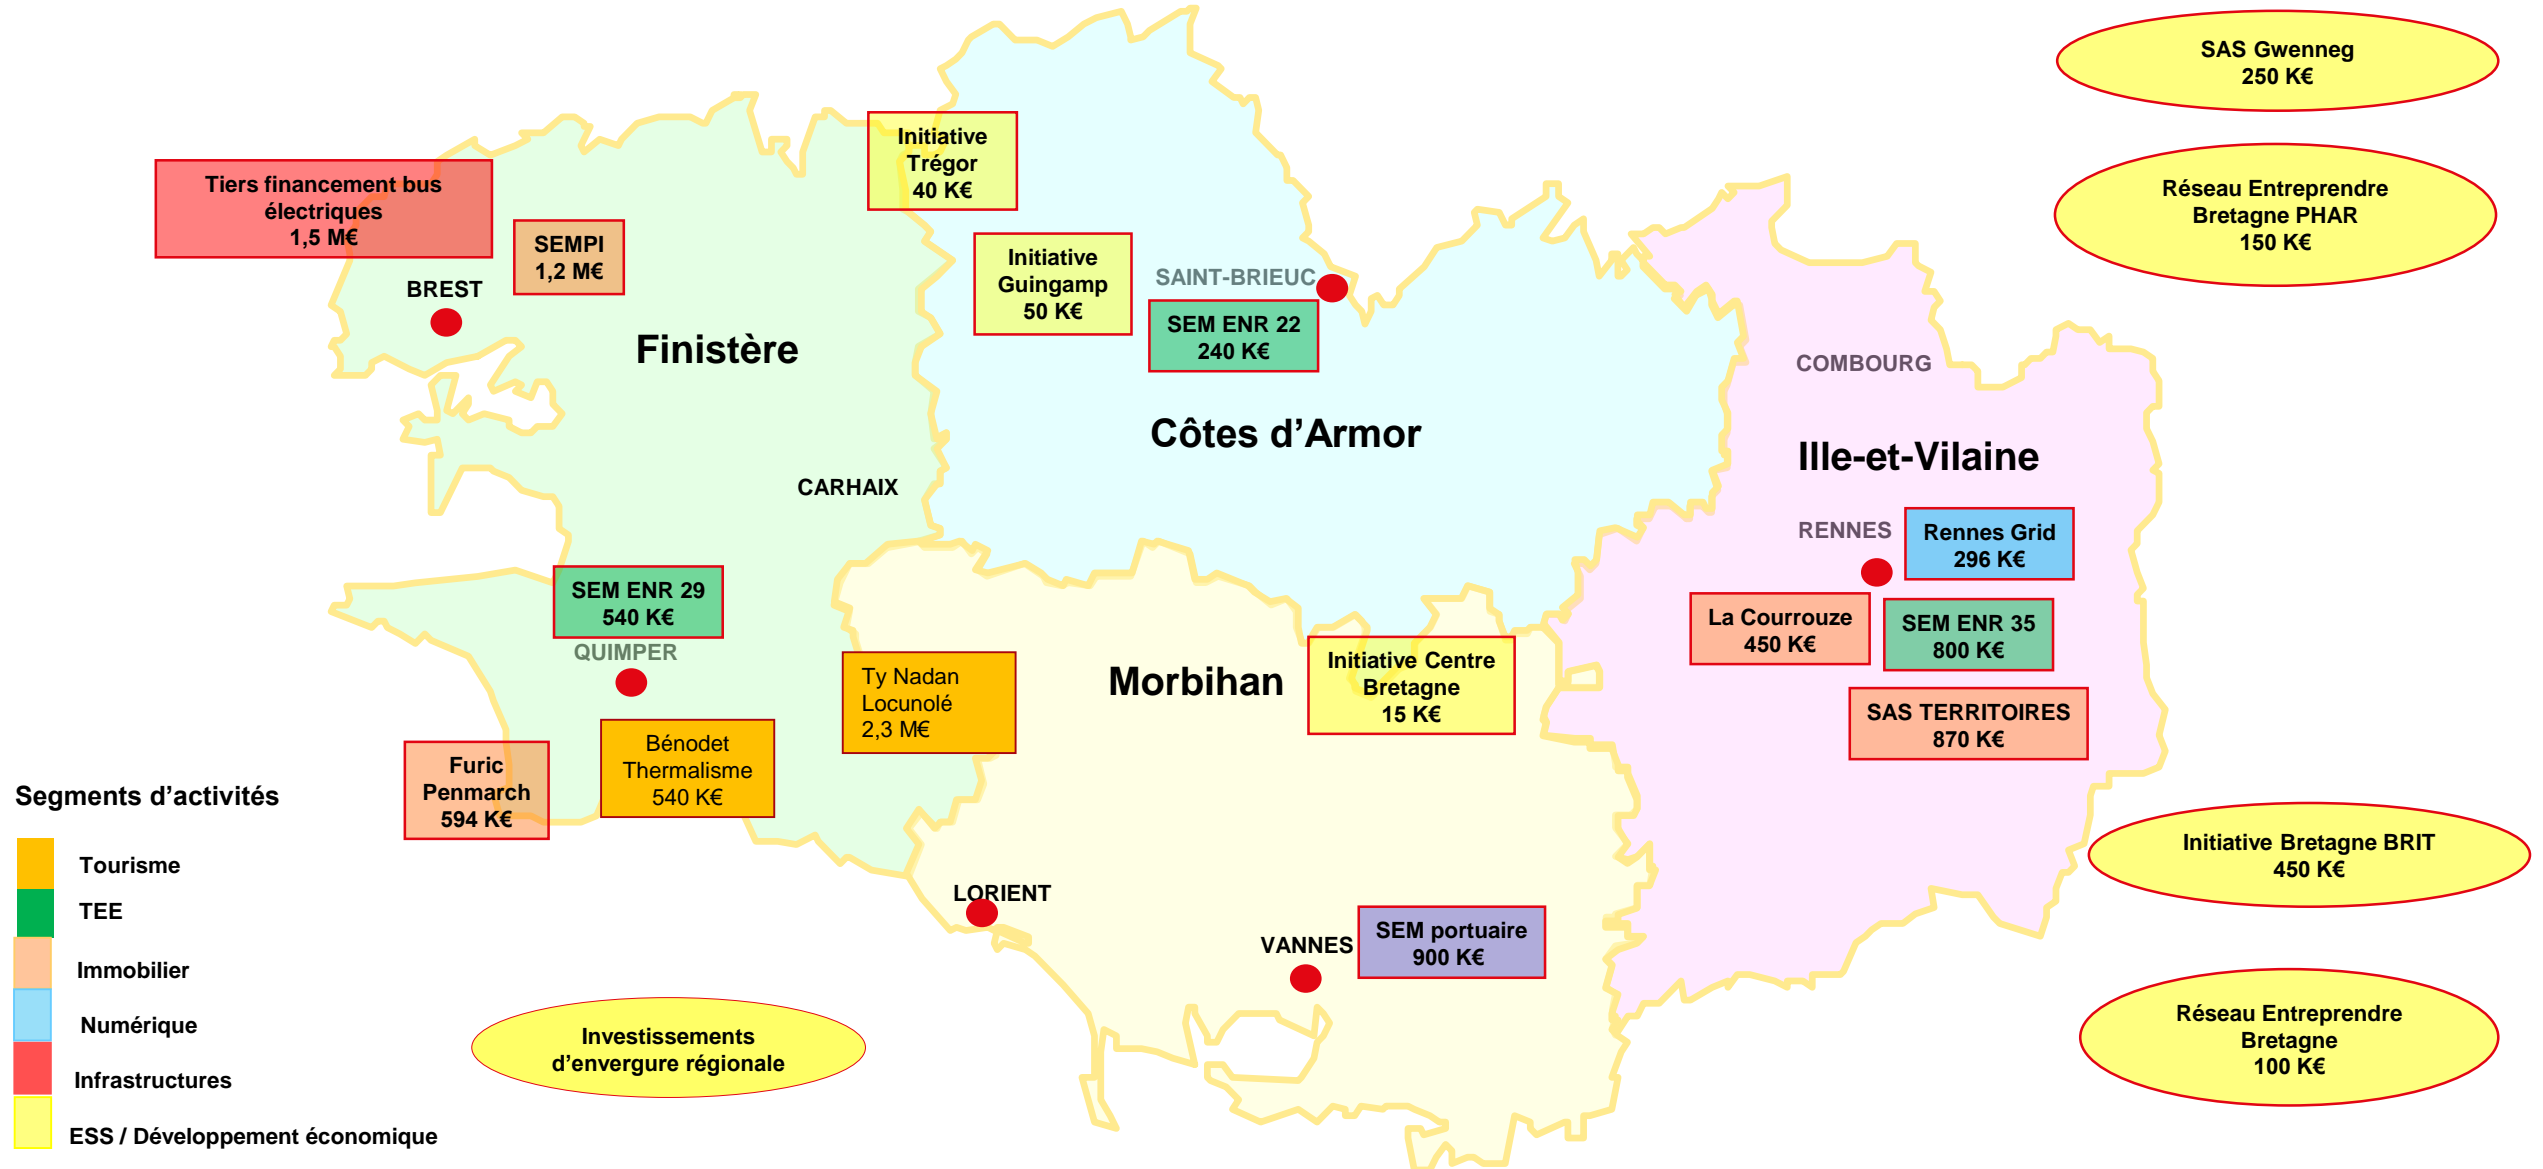 SAS Gwenneg
250 K€
Réseau Entreprendre
Bretagne PHAR
150 K€
Initiative
Trégor
40 K€
Tiers financement bus
électriques
1,5 M€
SEMPI
1,2 M€
BREST
Initiative
Guingamp
50 K€
SAINT-BRIEUC
SEM ENR 22
240 K€
Finistère
COMBOURG
Côtes d’Armor
Ille-et-Vilaine
CARHAIX
RENNES
Rennes Grid
296 K€
SEM ENR 29
540 K€
QUIMPER
La Courrouze
450 K€
SEM ENR 35
800 K€
Ty Nadan
Locunolé
2,3 M€
Morbihan
Initiative Centre
Bretagne
15 K€
SAS TERRITOIRES
870 K€
Furic
Penmarch
594 K€
Bénodet
Thermalisme
540 K€
Segments d’activités
Tourisme
TEE
Immobilier
Numérique
Infrastructures
ESS / Développement économique
Initiative Bretagne BRIT
450 K€
LORIENT
VANNES
SEM portuaire
900 K€
Investissements
d’envergure régionale
Réseau Entreprendre
Bretagne
100 K€